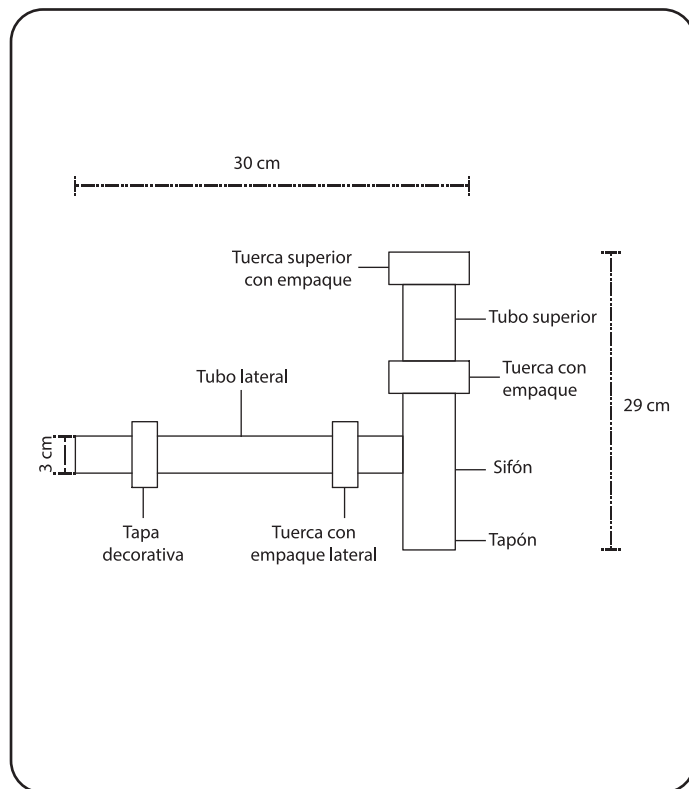 30 cm
Tuerca superior
con empaque
Tubo superior
Tuerca con
empaque
Tubo lateral
29 cm
3 cm
Sifón
Tapa
decorativa
Tuerca con
empaque lateral
Tapón